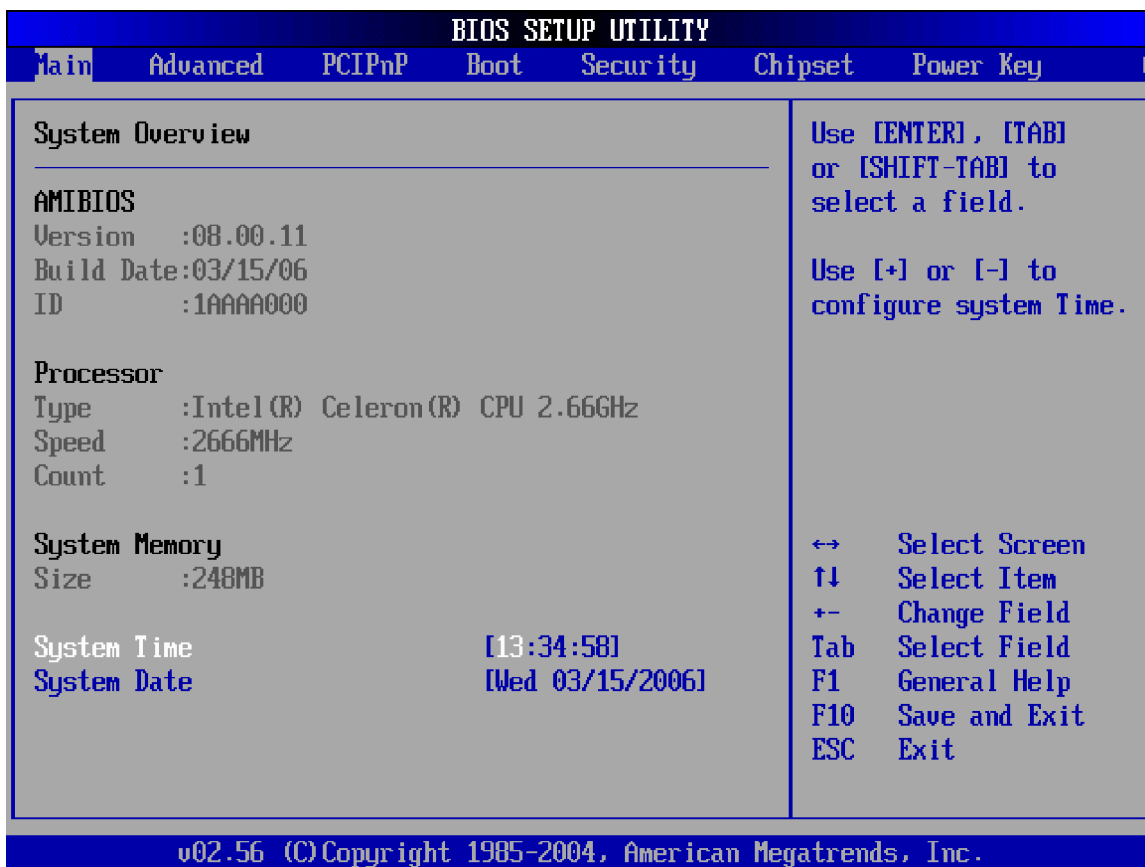 BIOS SETUP UTILITY
Main Advanced PCIPnP Boot Security Chipset Power Key
System Overview
AMIBIOS
Version :08.00.11
Build Date:03/15/06
ID :1AAAA000
Processor
Type :Intel(R) Celeron(R) CPU 2.66GHz
Speed :2666MHz
Count :1
System Memory
Size :248MB
System Time [13:34:58]
System Date [Wed 03/15/2006]
Use [ENTER], [TAB]
or [SHIFT-TAB] to
select a field.
Use [+] or [-] to
configure system Time.
↔ Select Screen
↑↓ Select Item
+- Change Field
Tab Select Field
F1 General Help
F10 Save and Exit
ESC Exit
v02.56 (C)Copyright 1985-2004, American Megatrends, Inc.